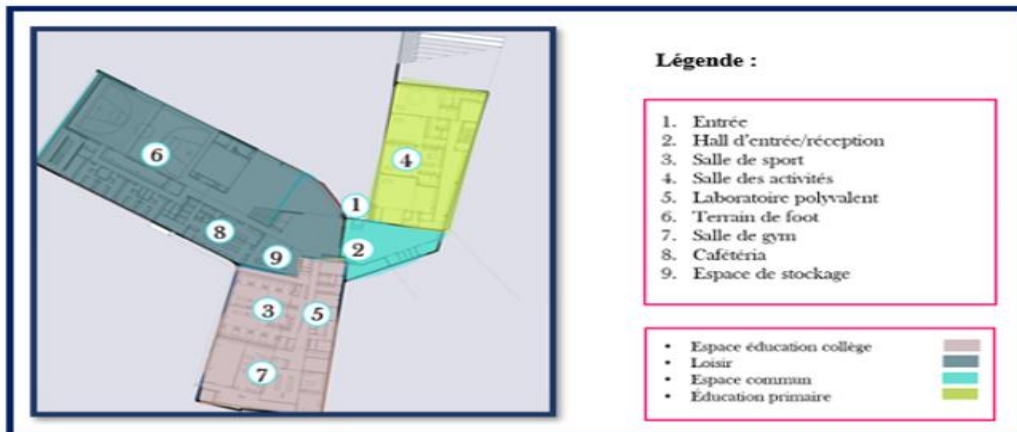 Légende :
1. Entrée
2. Hall d'entrée/réception
3. Salle de sport
4. Salle des activités
5. Laboratoire polyvalent
6. Terrain de foot
7. Salle de gym
8. Cafétéria
9. Espace de stockage
• Espace éducation collège
• Loisir
• Espace commun
• Éducation primaire
6
4
1
8
2
9
3
5
7